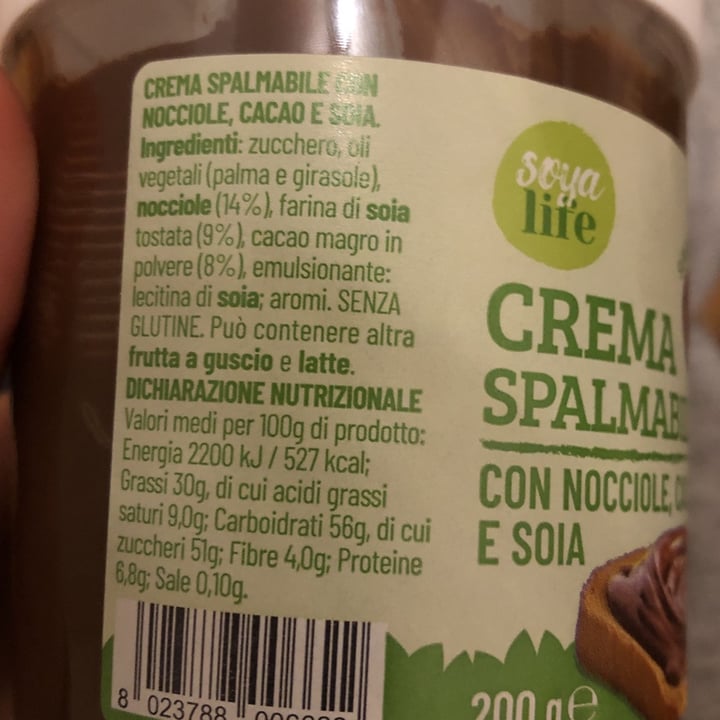 CREMA SPALMABILE CON
NOCCIOLE, CACAO E SOIA.
Ingredienti: zucchero, oli
vegetali (palma e girasole),
nocciole (14%), farina di soia
tostata (9%), cacao magro in
polvere (8%), emulsionante:
lecitina di soia; aromi. SENZA
GLUTINE. Può contenere altra
frutta a guscio e latte.
DICHIARAZIONE NUTRIZIONALE
Valori medi per 100g di prodotto:
Energia 2200 kJ / 527 kcal;
Grassi 30g, di cui acidi grassi
saturi 9,0g; Carboidrati 56g, di cui
zuccheri 51g; Fibre 4,0g; Proteine
6,8g; Sale 0,10g.
8 023788
soya
life
CREMA
SPALMAB
CON NOCCIOLE,
E SOIA
200 g e